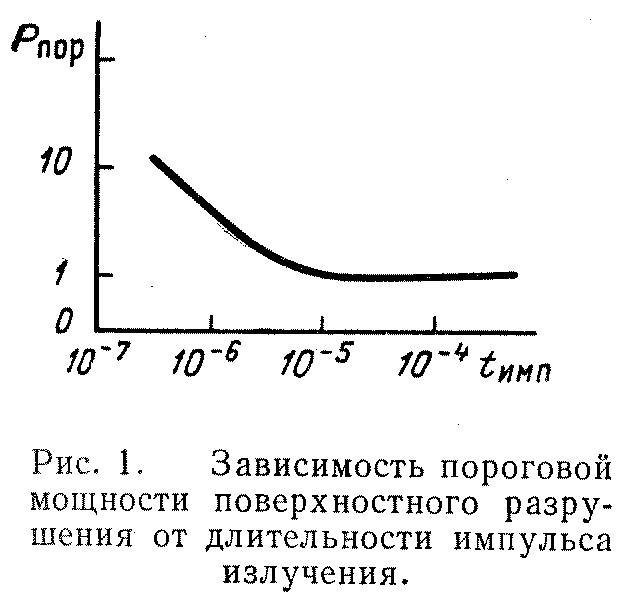 Pпор
10
1
0
10⁻⁷ 10⁻⁶ 10⁻⁵ 10⁻⁴ tимп
Рис. 1. Зависимость пороговой
мощности поверхностного разру-
шения от длительности импульса
излучения.